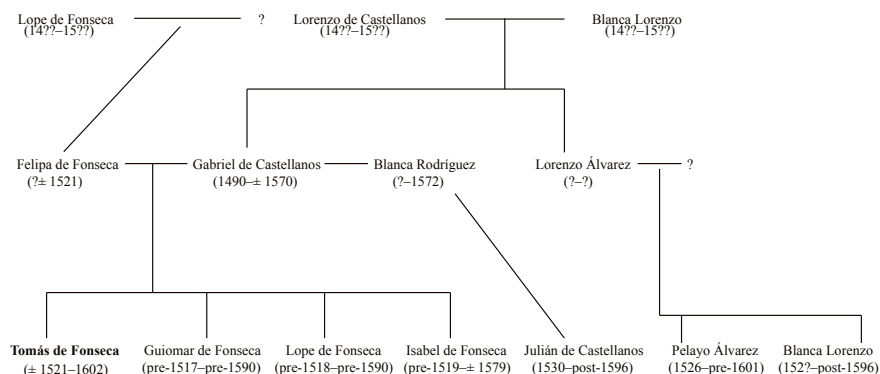 Lope de Fonseca ? Lorenzo de Castellanos Blanca Lorenzo
(14??–15??) (14??–15??) (14??–15??)
Felipa de Fonseca Gabriel de Castellanos Blanca Rodríguez Lorenzo Álvarez ?
(?± 1521) (1490–± 1570) (?–1572) (?–?)
Tomás de Fonseca Guiomar de Fonseca Lope de Fonseca Isabel de Fonseca Julián de Castellanos Pelayo Álvarez Blanca Lorenzo
(± 1521–1602) (pre-1517–pre-1590) (pre-1518–pre-1590) (pre-1519–± 1579) (1530–post-1596) (1526–pre-1601) (152?–post-1596)